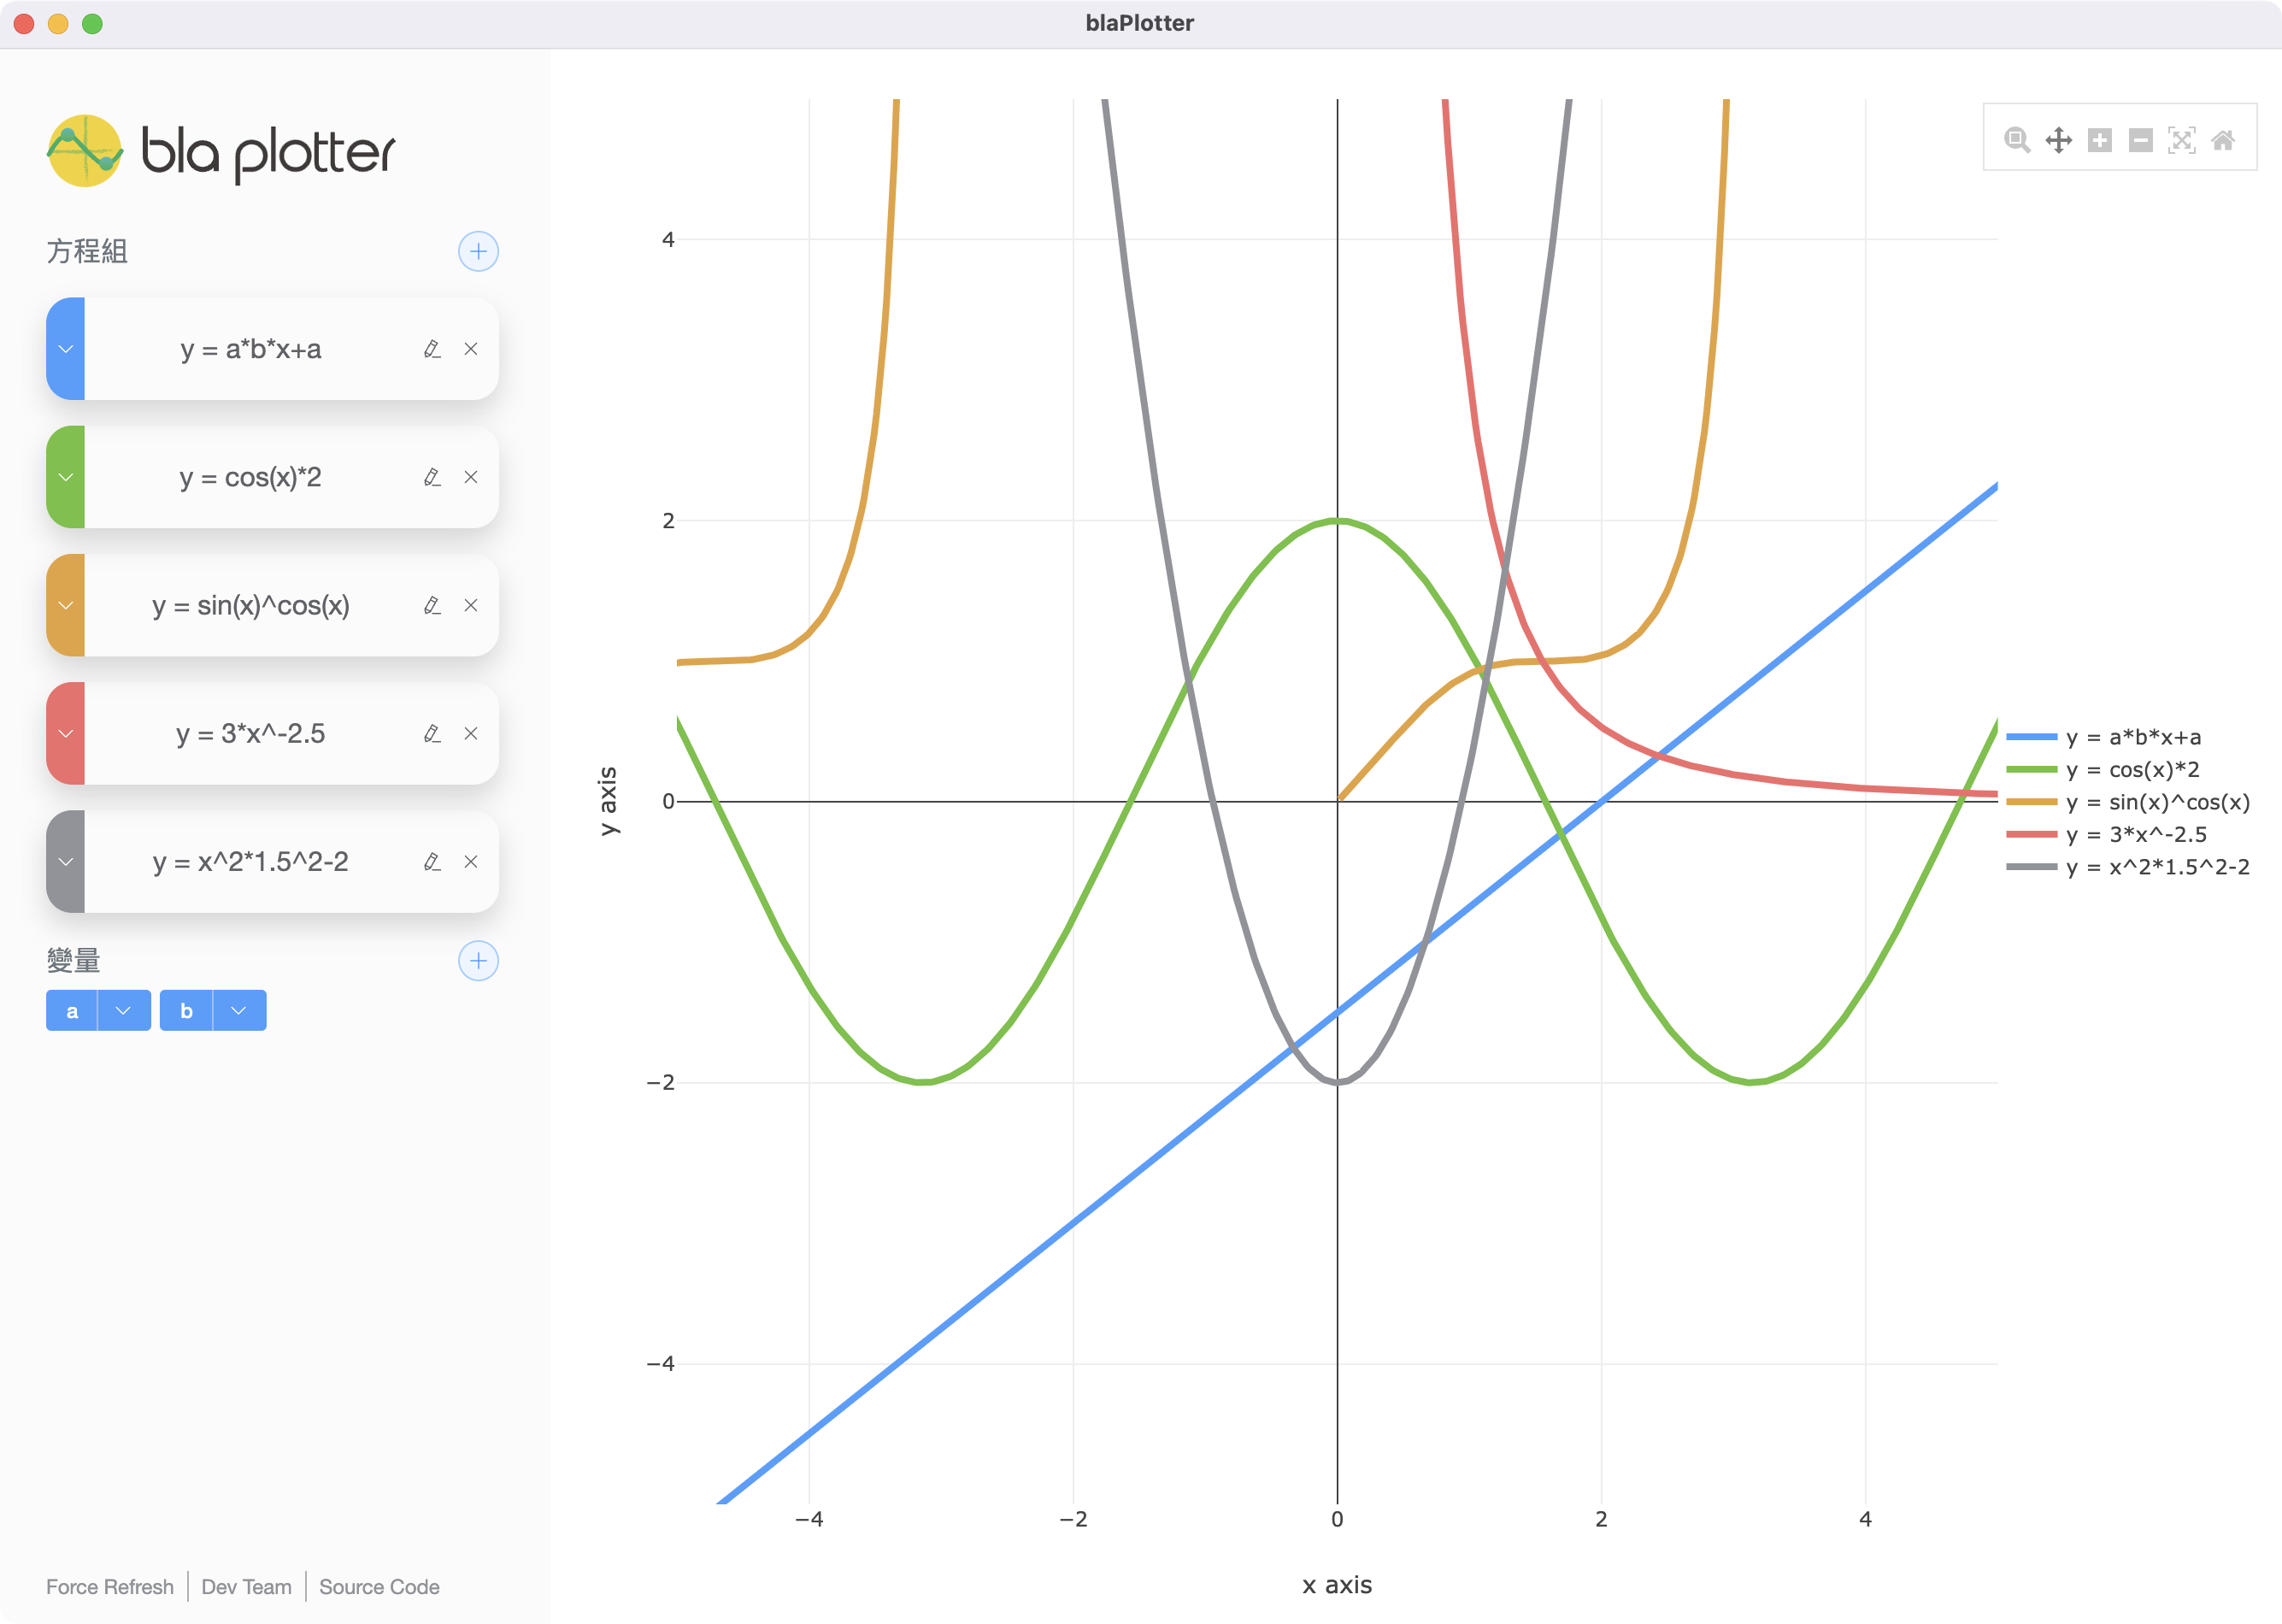 blaPlotter
bla plotter
方程組
y = a*b*x+a
y = cos(x)*2
y = sin(x)^cos(x)
y = 3*x^-2.5
y = x^2*1.5^2-2
變量
a
b
Force Refresh
Dev Team
Source Code
y axis
4
2
0
−2
−4
−4
−2
0
2
4
x axis
y = a*b*x+a
y = cos(x)*2
y = sin(x)^cos(x)
y = 3*x^-2.5
y = x^2*1.5^2-2